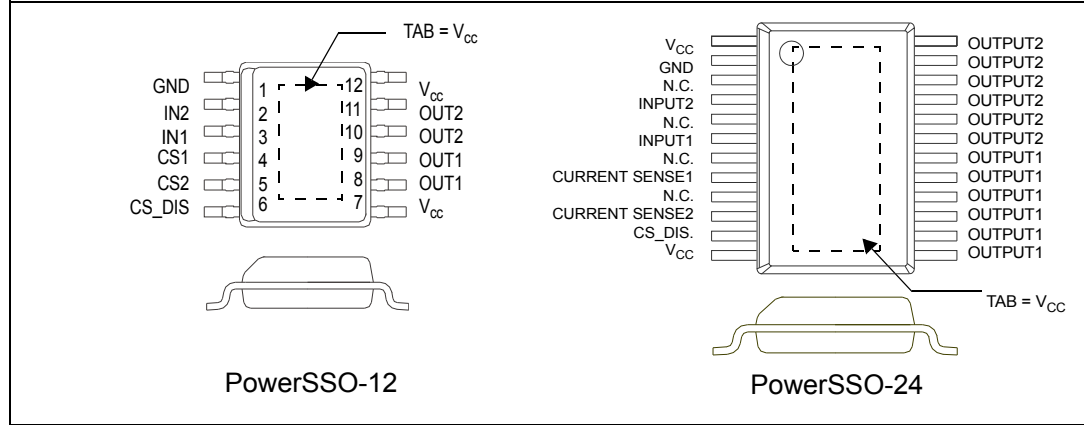 TAB = Vcc
GND
IN2
IN1
CS1
CS2
CS_DIS
1
2
3
4
5
6
12
11
10
9
8
7
Vcc
OUT2
OUT2
OUT1
OUT1
Vcc
PowerSSO-12
VCC
GND
N.C.
INPUT2
N.C.
INPUT1
N.C.
CURRENT SENSE1
N.C.
CURRENT SENSE2
CS_DIS.
VCC
OUTPUT2
OUTPUT2
OUTPUT2
OUTPUT2
OUTPUT2
OUTPUT2
OUTPUT1
OUTPUT1
OUTPUT1
OUTPUT1
OUTPUT1
OUTPUT1
TAB = VCC
PowerSSO-24